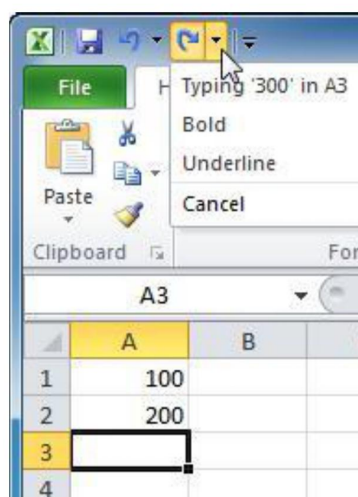 File H
Typing '300' in A3
Bold
Underline
Cancel
Paste
Clipboard For
A3
A B
1 100
2 200
3
4